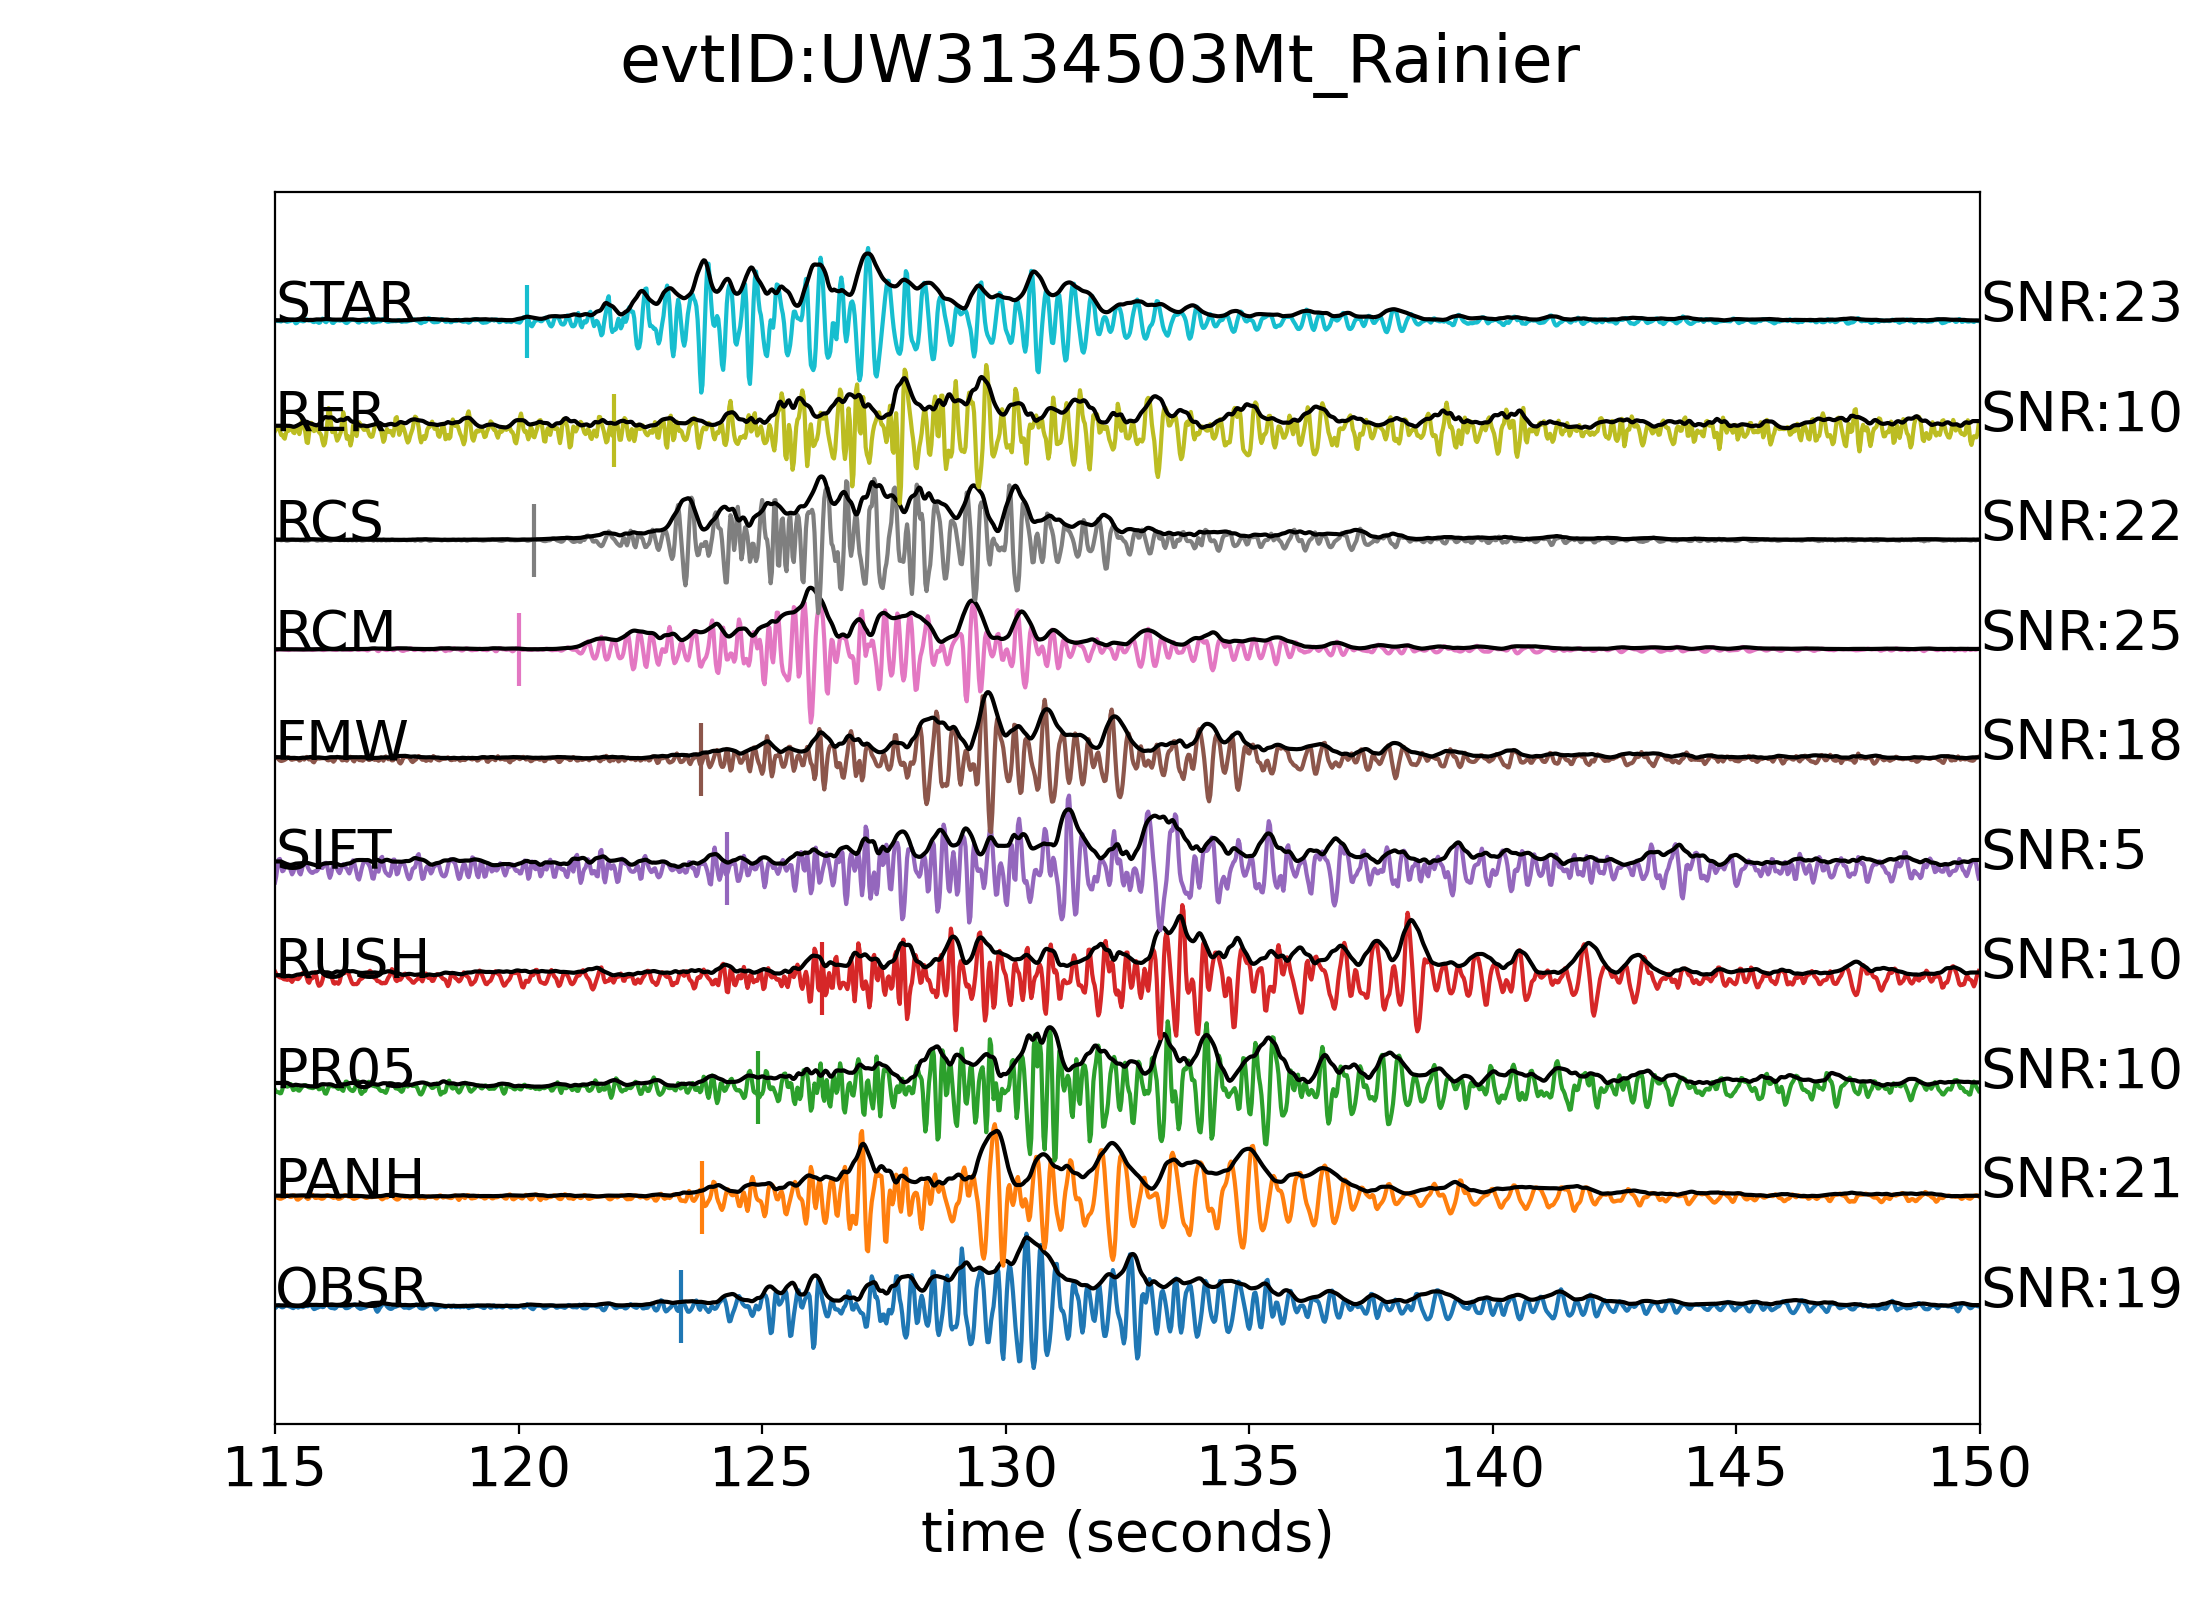 evtID:UW3134503Mt_Rainier
STAR SNR:23
RER SNR:10
RCS SNR:22
RCM SNR:25
FMW SNR:18
SIFT SNR:5
RUSH SNR:10
PR05 SNR:10
PANH SNR:21
OBSR SNR:19
115 120 125 130 135 140 145 150
time (seconds)